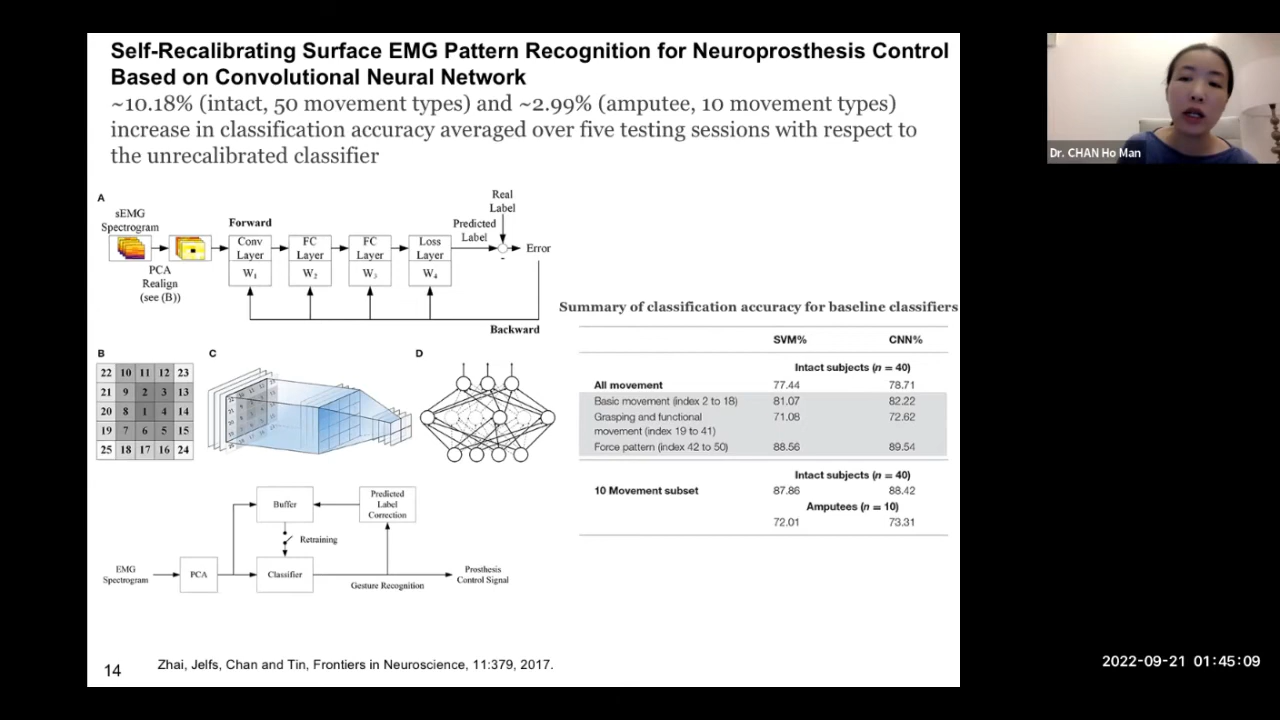 Self-Recalibrating Surface EMG Pattern Recognition for Neuroprosthesis Control
Based on Convolutional Neural Network
~10.18% (intact, 50 movement types) and ~2.99% (amputee, 10 movement types)
increase in classification accuracy averaged over five testing sessions with respect to
the unrecalibrated classifier
Dr. CHAN Ho Man
A
sEMG
Spectrogram
PCA
Realign
(see (B))
Forward
Conv
Layer
W1
FC
Layer
W2
FC
Layer
W3
Loss
Layer
W4
Predicted
Label
Real
Label
-
Error
Backward
B
22 10 11 12 23
21 9 2 3 13
20 8 1 4 14
19 7 6 5 15
25 18 17 16 24
C
D
EMG
Spectrogram
PCA
Buffer
Retraining
Classifier
Predicted
Label
Correction
Gesture Recognition
Prosthesis
Control Signal
Summary of classification accuracy for baseline classifiers
SVM% CNN%
Intact subjects (n = 40)
All movement 77.44 78.71
Basic movement (index 2 to 18) 81.07 82.22
Grasping and functional 71.08 72.62
movement (index 19 to 41)
Force pattern (index 42 to 50) 88.56 89.54
Intact subjects (n = 40)
10 Movement subset 87.86 88.42
Amputees (n = 10)
72.01 73.31
14
Zhai, Jelfs, Chan and Tin, Frontiers in Neuroscience, 11:379, 2017.
2022-09-21 01:45:09